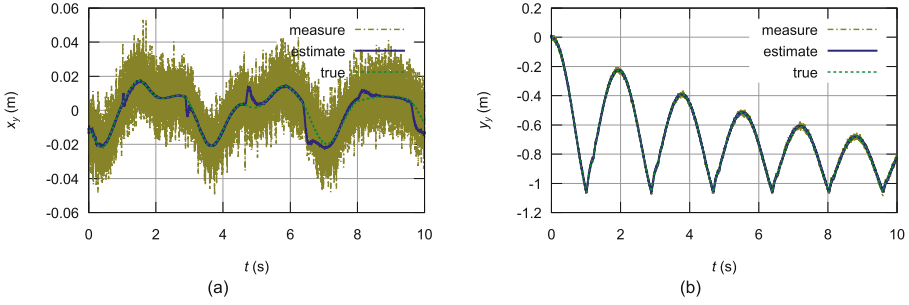 0.06
0.04
0.02
0
-0.02
-0.04
-0.06
x_y (m)
measure
estimate
true
0 2 4 6 8 10
t (s)
(a)
0.2
0
-0.2
-0.4
-0.6
-0.8
-1
-1.2
y_y (m)
measure
estimate
true
0 2 4 6 8 10
t (s)
(b)